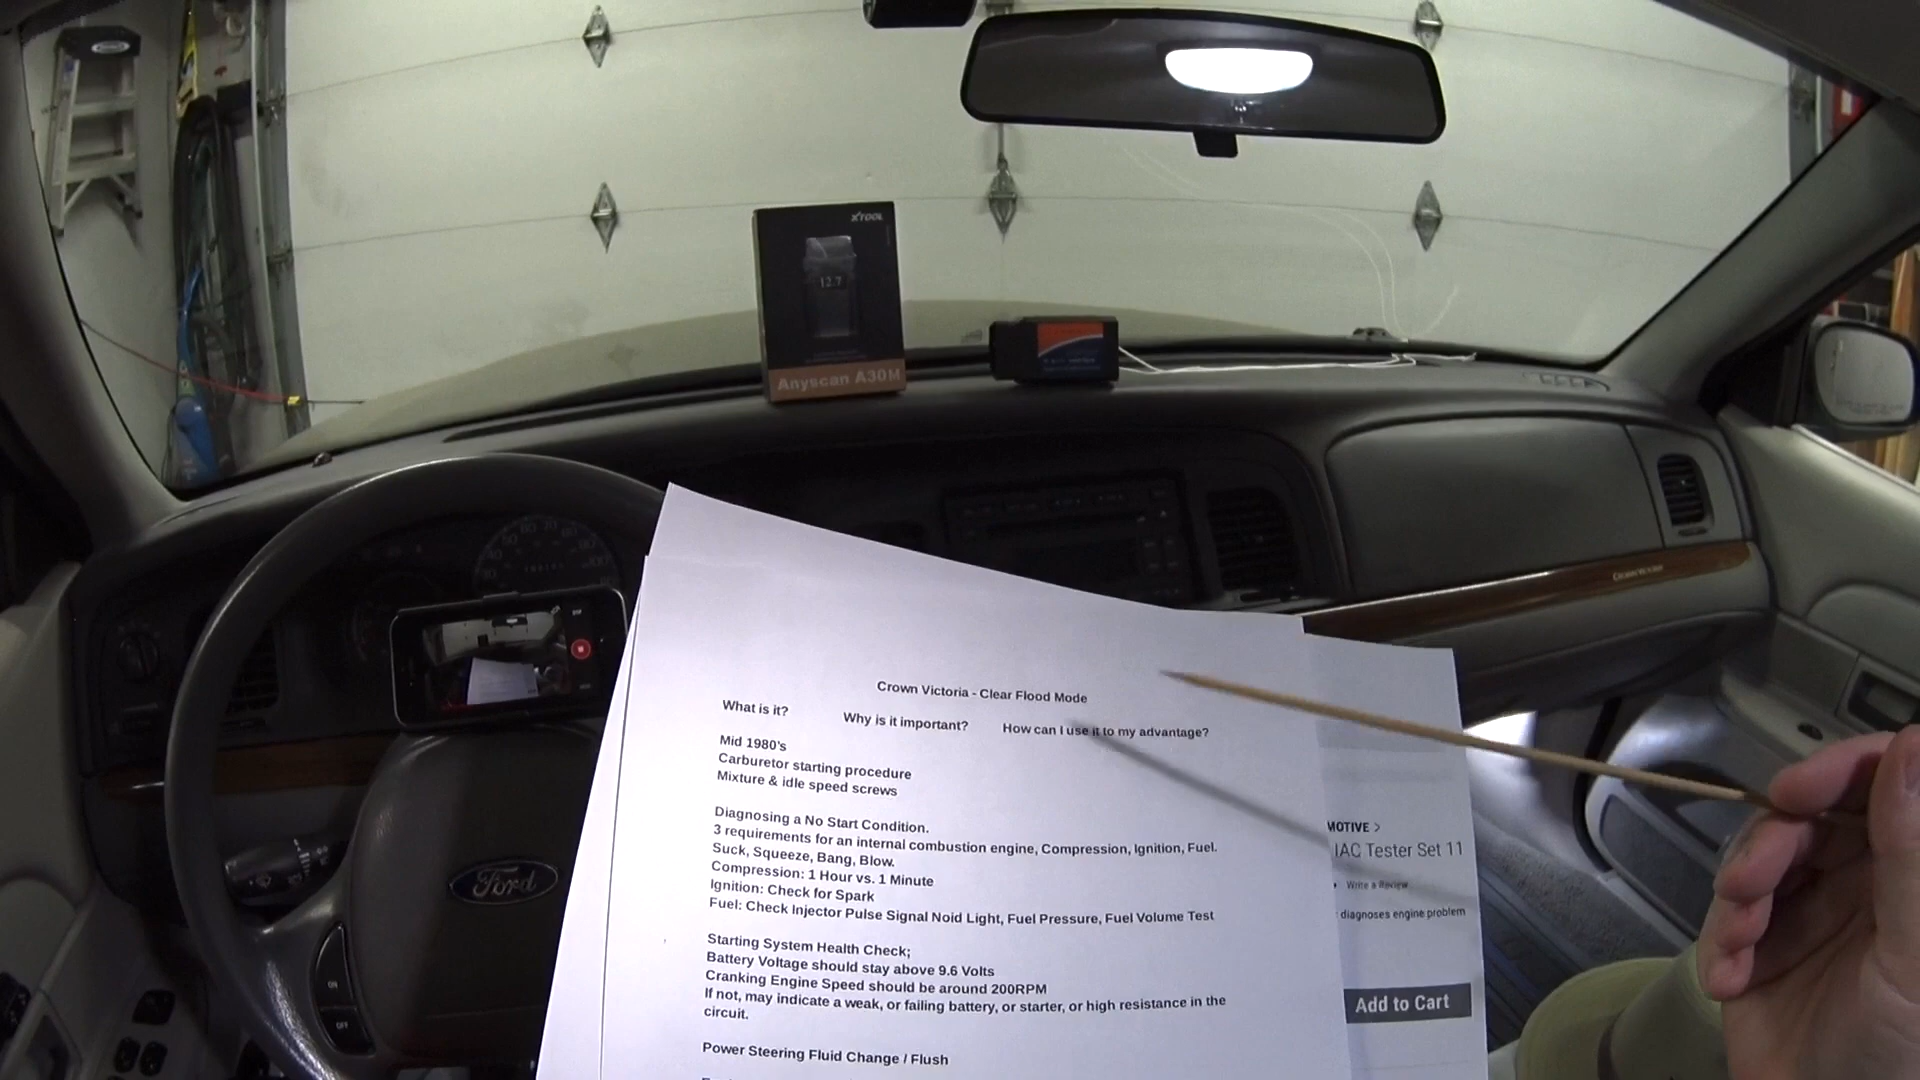 XTOOL
12.7
Anyscan A30M
Crown Victoria - Clear Flood Mode
What is it? Why is it important? How can I use it to my advantage?
Mid 1980's
Carburetor starting procedure
Mixture & idle speed screws
Diagnosing a No Start Condition.
3 requirements for an internal combustion engine, Compression, Ignition, Fuel.
Suck, Squeeze, Bang, Blow.
Compression: 1 Hour vs. 1 Minute
Ignition: Check for Spark
Fuel: Check Injector Pulse Signal Noid Light, Fuel Pressure, Fuel Volume Test
Starting System Health Check;
Battery Voltage should stay above 9.6 Volts
Cranking Engine Speed should be around 200RPM
If not, may indicate a weak, or failing battery, or starter, or high resistance in the
circuit.
Power Steering Fluid Change / Flush
MOTIVE >
IAC Tester Set 11
Write a Review
diagnoses engine problem
Add to Cart
Ford
ON
OFF